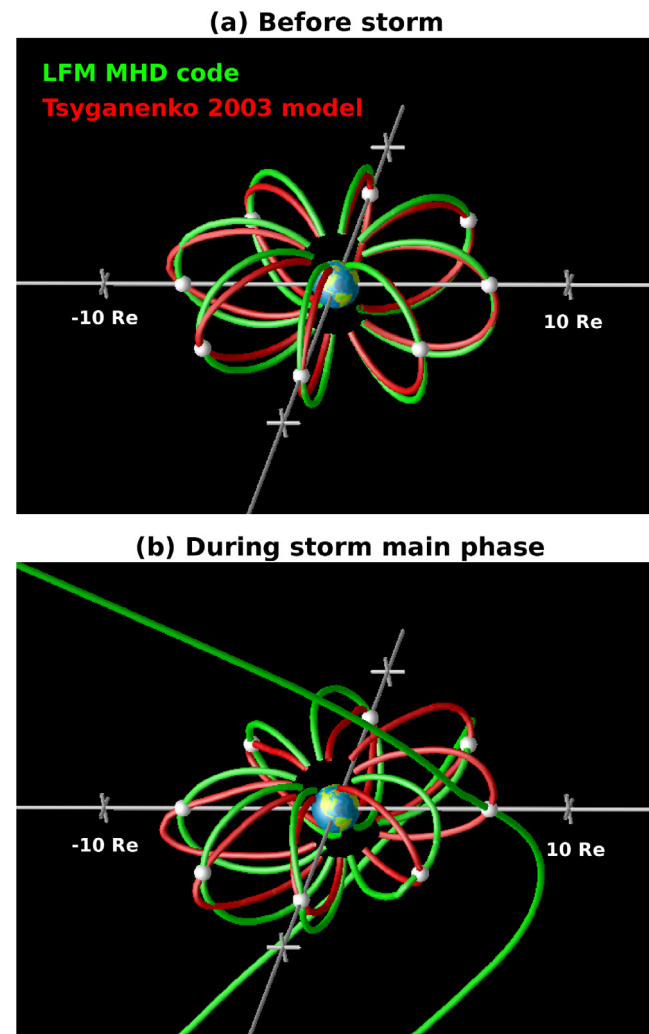 (a) Before storm
LFM MHD code
Tsyganenko 2003 model
-10 Re
10 Re
(b) During storm main phase
-10 Re
10 Re